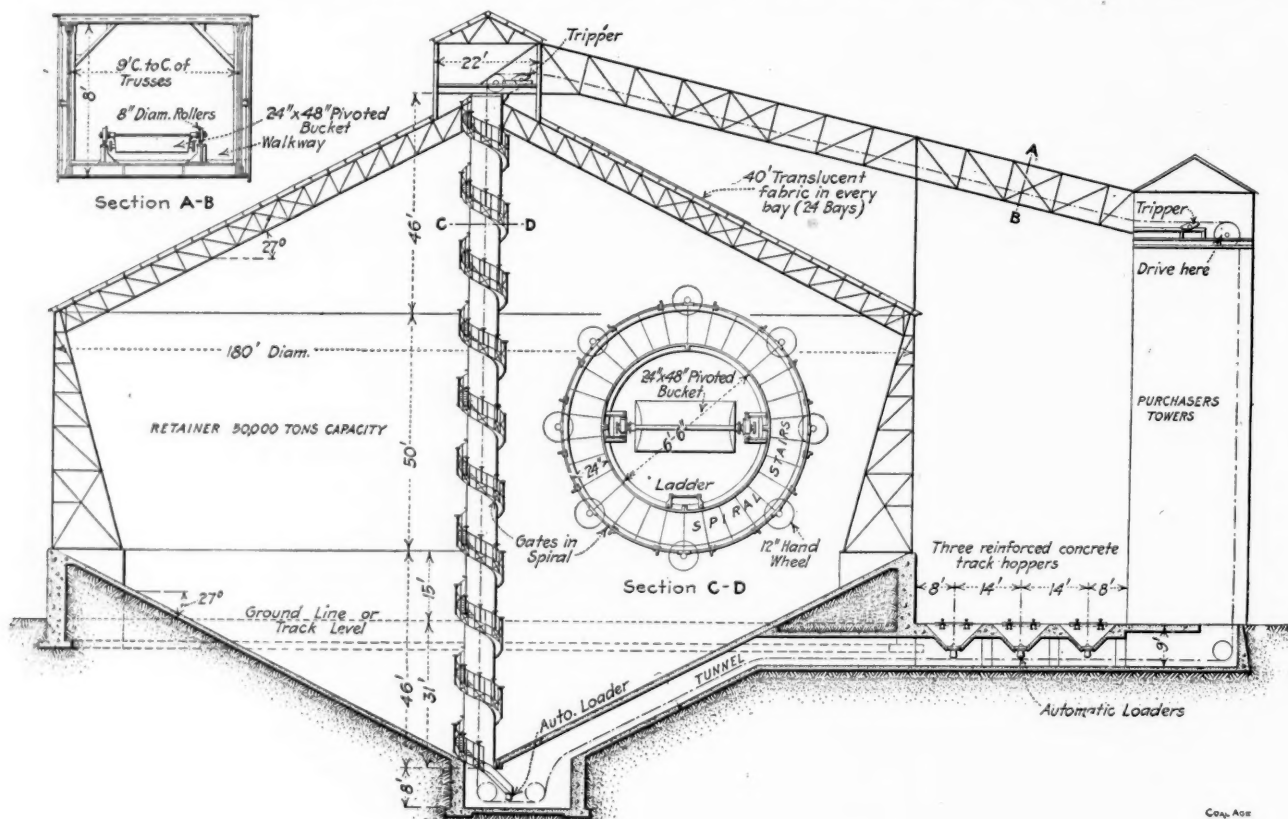 Tripper
22'
9' C. to C. of
Trusses
8'
8" Diam. Rollers
24"x48" Pivoted
Bucket
Walkway
Section A-B
A
B
40' Translucent
fabric in every
bay (24 Bays)
Tripper
Drive here
C
D
46'
27°
180' Diam.
RETAINER 50,000 TONS CAPACITY
50'
24"x48" Pivoted
Bucket
6'-6"
24"
Ladder
SPIRAL STAIRS
Gates in
Spiral
12" Hand
Wheel
Section C-D
PURCHASERS
TOWERS
Three reinforced concrete
track hoppers
8'
14'
14'
8'
27°
15'
Ground Line or
Track Level
46'
31'
Auto. Loader
TUNNEL
9'
Automatic Loaders
8'
COAL AGE